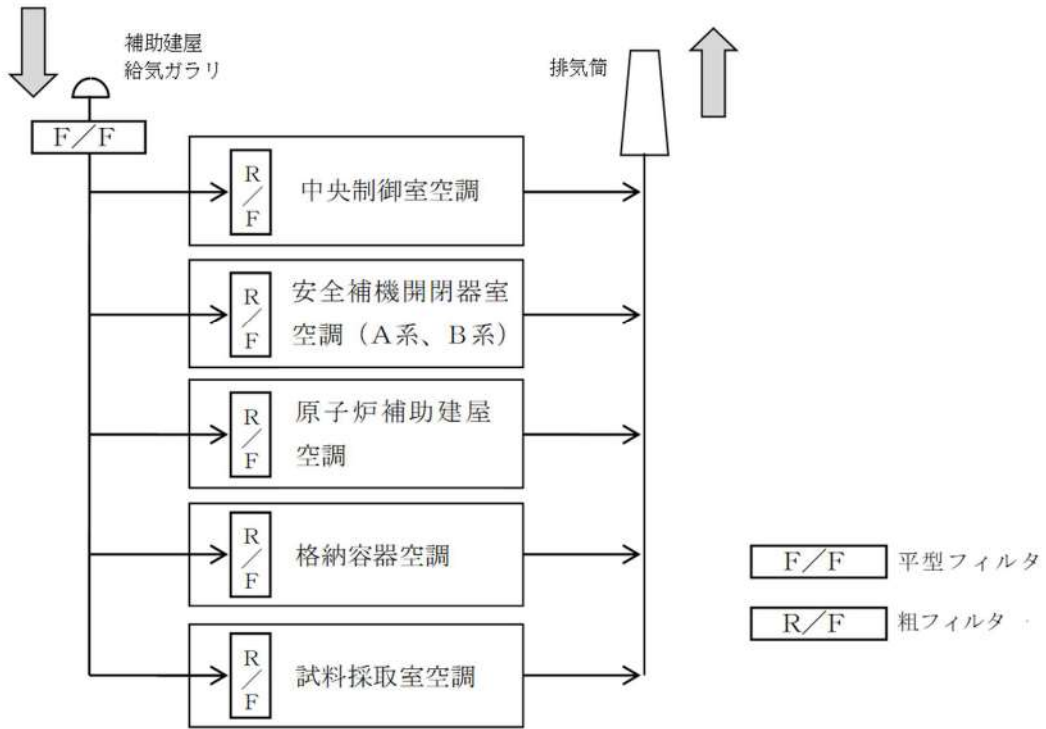 補助建屋
給気ガラリ
排気筒
F/F
R/F
中央制御室空調
R/F
安全補機開閉器室
空調（A系、B系）
R/F
原子炉補助建屋
空調
R/F
格納容器空調
R/F
試料採取室空調
F/F 平型フィルタ
R/F 粗フィルタ